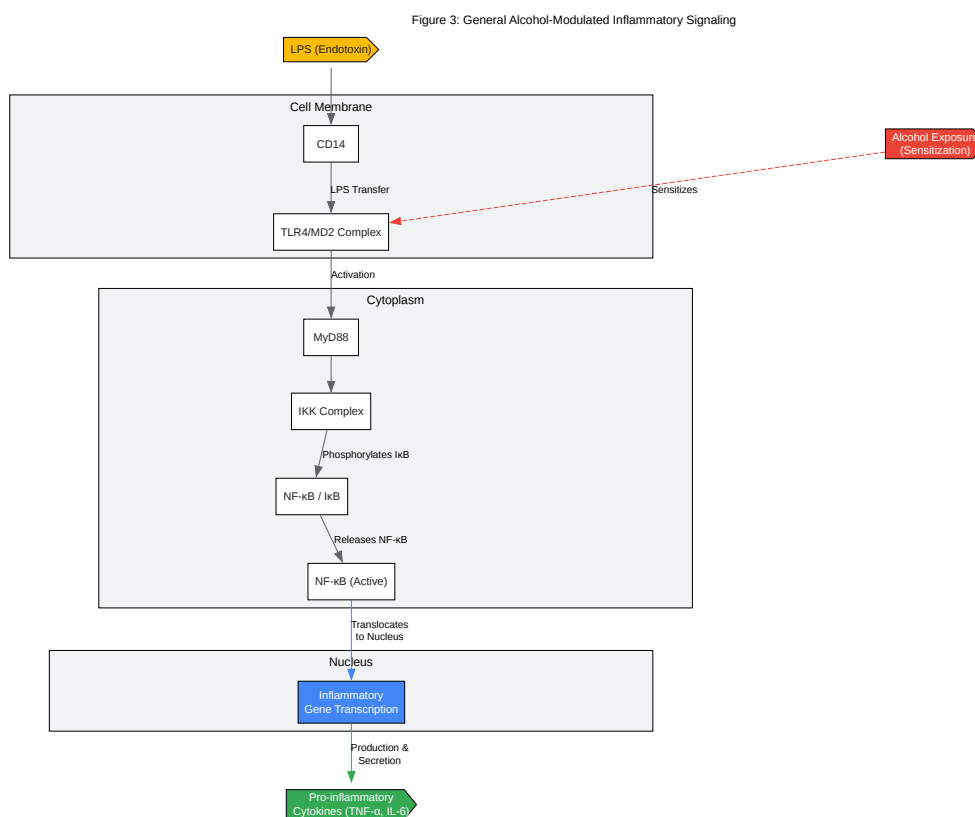 Figure 3: General Alcohol-Modulated Inflammatory Signaling
LPS (Endotoxin)
Cell Membrane
CD14
Alcohol Exposure
(Sensitization)
LPS Transfer
Sensitizes
TLR4/MD2 Complex
Activation
Cytoplasm
MyD88
IKK Complex
Phosphorylates IκB
NF-κB / IκB
Releases NF-κB
NF-κB (Active)
Translocates
to Nucleus
Nucleus
Inflammatory
Gene Transcription
Production &
Secretion
Pro-inflammatory
Cytokines (TNF-α, IL-6)